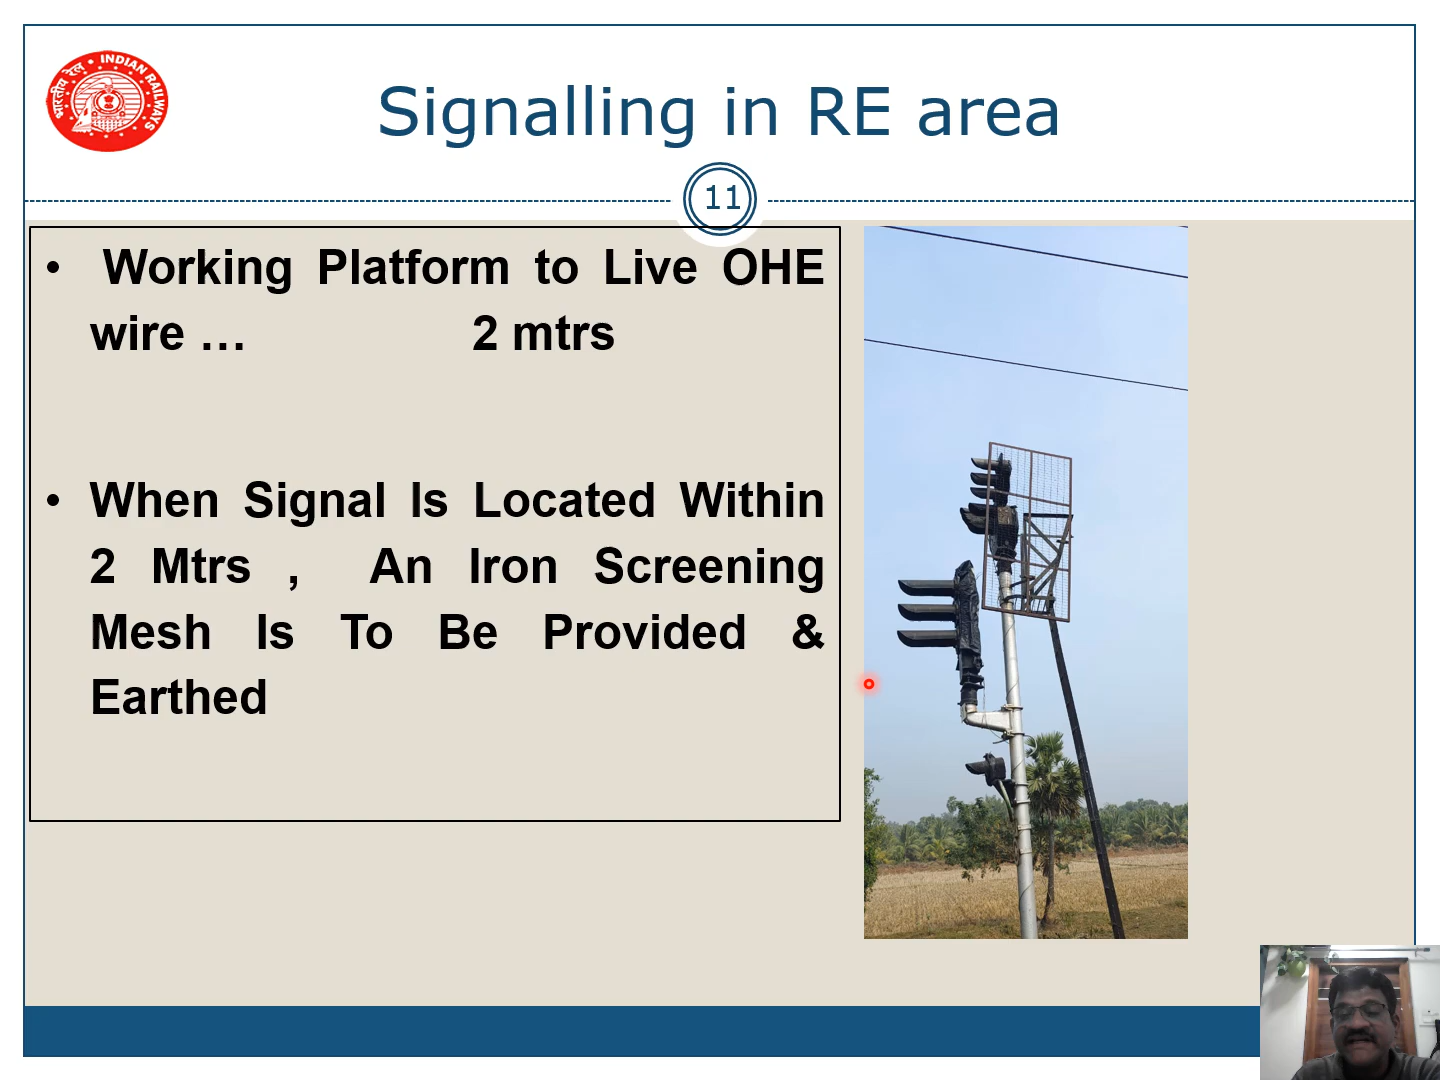 भारतीय रेल
INDIAN RAILWAYS
Signalling in RE area
11
• Working Platform to Live OHE
wire ... 2 mtrs
• When Signal Is Located Within
2 Mtrs , An Iron Screening
Mesh Is To Be Provided &
Earthed